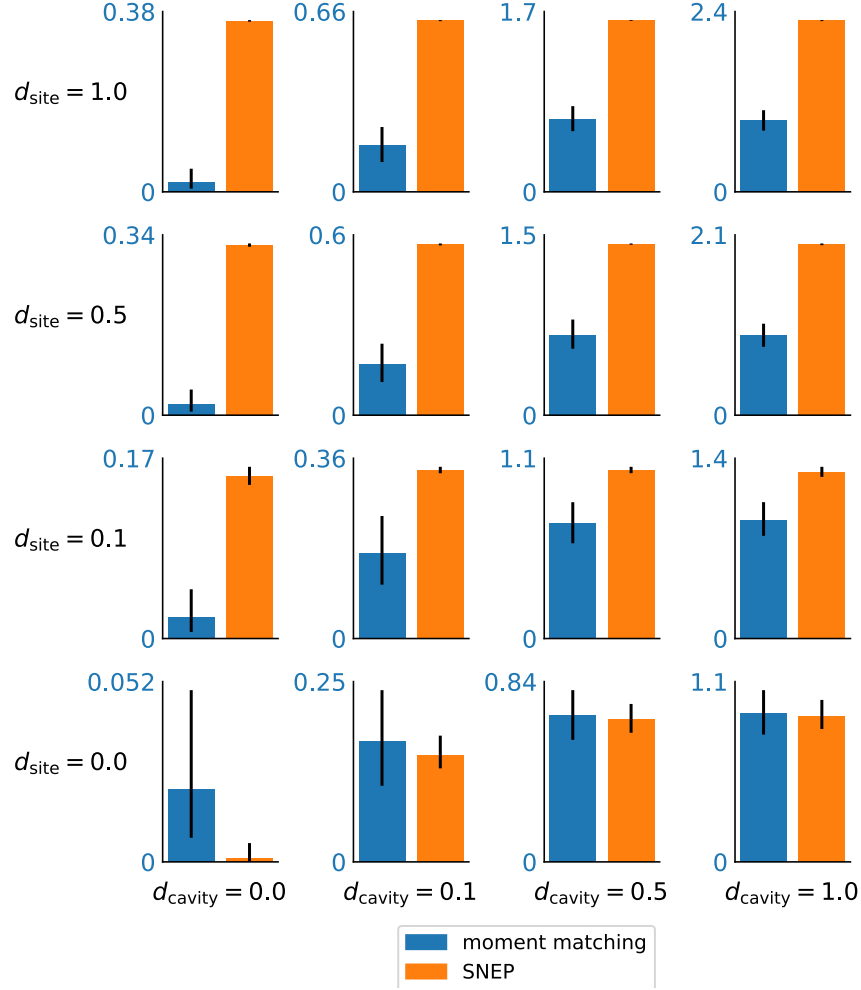 0.38 0.66 1.7 2.4
d_site = 1.0
0 0 0 0
0.34 0.6 1.5 2.1
d_site = 0.5
0 0 0 0
0.17 0.36 1.1 1.4
d_site = 0.1
0 0 0 0
0.052 0.25 0.84 1.1
d_site = 0.0
0 0 0 0
d_cavity = 0.0 d_cavity = 0.1 d_cavity = 0.5 d_cavity = 1.0
moment matching
SNEP